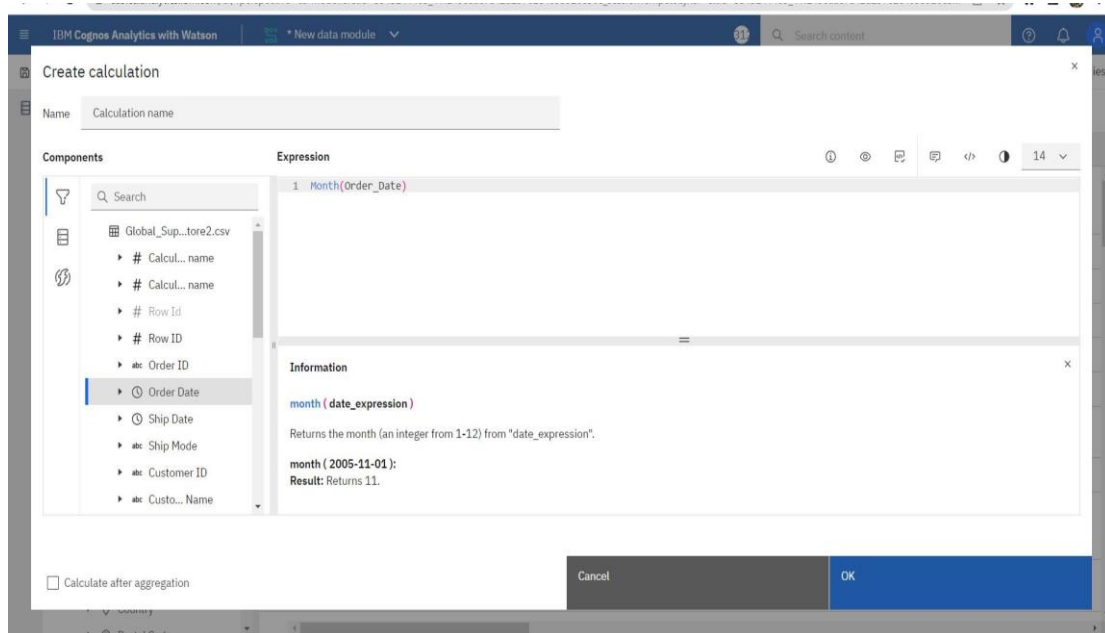 IBM Cognos Analytics with Watson
* New data module
31
Search content
Create calculation
ies
Name
Calculation name
Components
Expression
14
1 Month(Order_Date)
Search
Global_Sup...tore2.csv
# Calcul... name
# Calcul... name
# Row Id
# Row ID
abc Order ID
Order Date
Ship Date
abc Ship Mode
abc Customer ID
abc Custo... Name
Information
month ( date_expression )
Returns the month (an integer from 1-12) from "date_expression".
month ( 2005-11-01 ):
Result: Returns 11.
Calculate after aggregation
Cancel
OK
Country